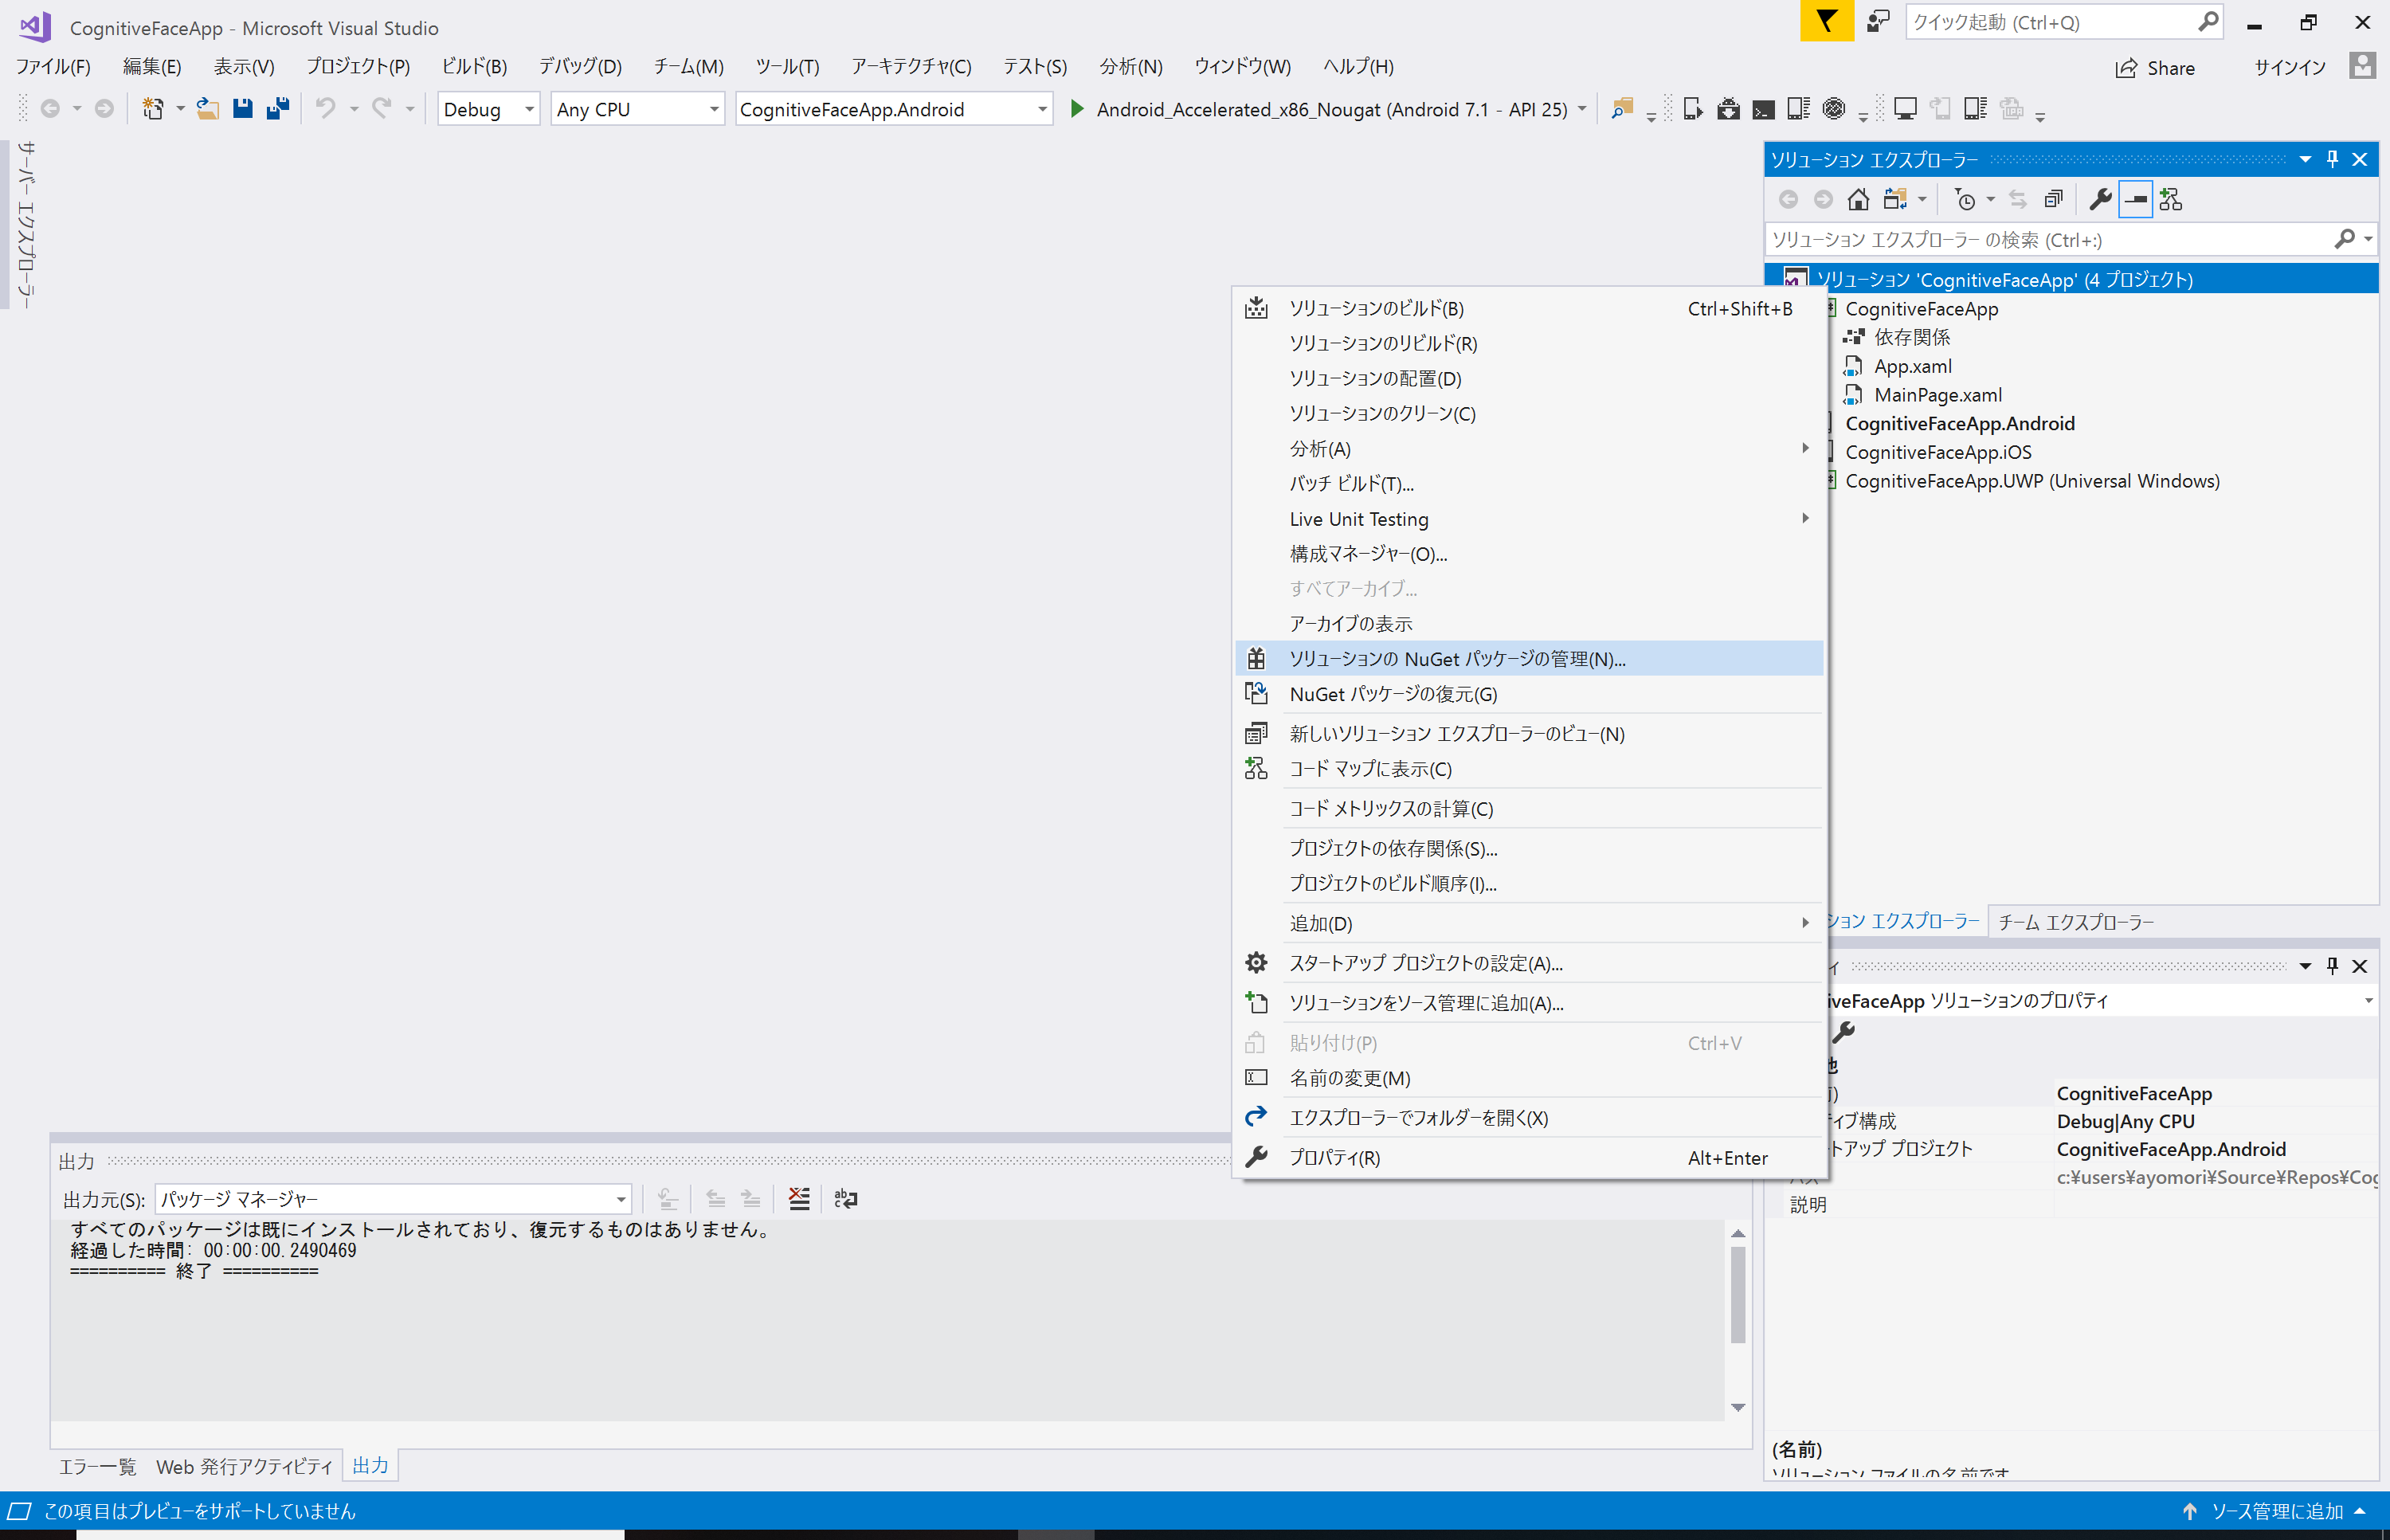 CognitiveFaceApp - Microsoft Visual Studio
クイック起動 (Ctrl+Q)
ファイル(F) 編集(E) 表示(V) プロジェクト(P) ビルド(B) デバッグ(D) チーム(M) ツール(T) アーキテクチャ(C) テスト(S) 分析(N) ウィンドウ(W) ヘルプ(H)
Share サインイン
Debug Any CPU CognitiveFaceApp.Android Android_Accelerated_x86_Nougat (Android 7.1 - API 25)
サーバー エクスプローラー
ソリューション エクスプローラー
ソリューション エクスプローラー の検索 (Ctrl+:)
ソリューション 'CognitiveFaceApp' (4 プロジェクト)
CognitiveFaceApp
依存関係
App.xaml
MainPage.xaml
CognitiveFaceApp.Android
CognitiveFaceApp.iOS
CognitiveFaceApp.UWP (Universal Windows)
ソリューションのビルド(B) Ctrl+Shift+B
ソリューションのリビルド(R)
ソリューションの配置(D)
ソリューションのクリーン(C)
分析(A)
バッチ ビルド(T)...
Live Unit Testing
構成マネージャー(O)...
すべてアーカイブ...
アーカイブの表示
ソリューションの NuGet パッケージの管理(N)...
NuGet パッケージの復元(G)
新しいソリューション エクスプローラーのビュー(N)
コード マップに表示(C)
コード メトリックスの計算(C)
プロジェクトの依存関係(S)...
プロジェクトのビルド順序(I)...
追加(D)
スタートアップ プロジェクトの設定(A)...
ソリューションをソース管理に追加(A)...
貼り付け(P) Ctrl+V
名前の変更(M)
エクスプローラーでフォルダーを開く(X)
プロパティ(R) Alt+Enter
ション エクスプローラー チーム エクスプローラー
ィ
iveFaceApp ソリューションのプロパティ
他
前) CognitiveFaceApp
ティブ構成 Debug|Any CPU
トアップ プロジェクト CognitiveFaceApp.Android
パス c:¥users¥ayomori¥Source¥Repos¥Cog
説明
(名前)
ソリューション ファイルの名前です
出力
出力元(S): パッケージ マネージャー
すべてのパッケージは既にインストールされており、復元するものはありません。
経過した時間: 00:00:00.2490469
========== 終了 ==========
エラー一覧 Web 発行アクティビティ 出力
この項目はプレビューをサポートしていません
ソース管理に追加